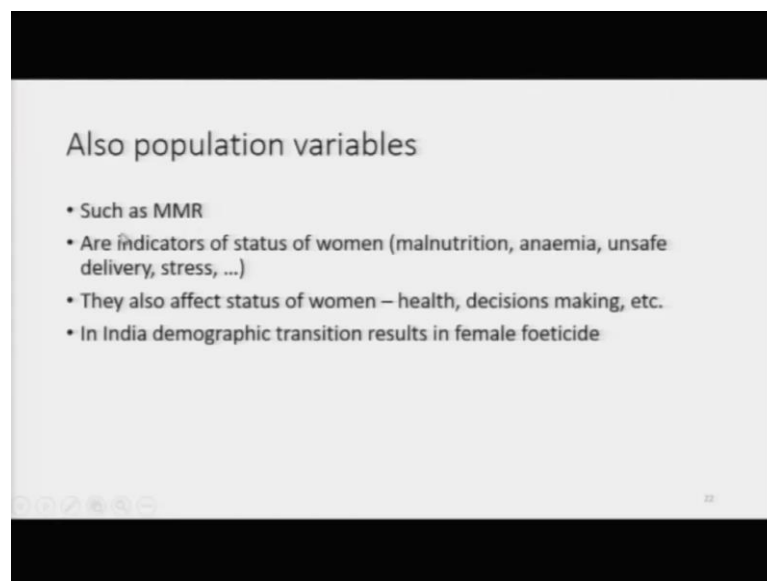 Also population variables
• Such as MMR
• Are indicators of status of women (malnutrition, anaemia, unsafe
delivery, stress, ...)
• They also affect status of women – health, decisions making, etc.
• In India demographic transition results in female foeticide
22